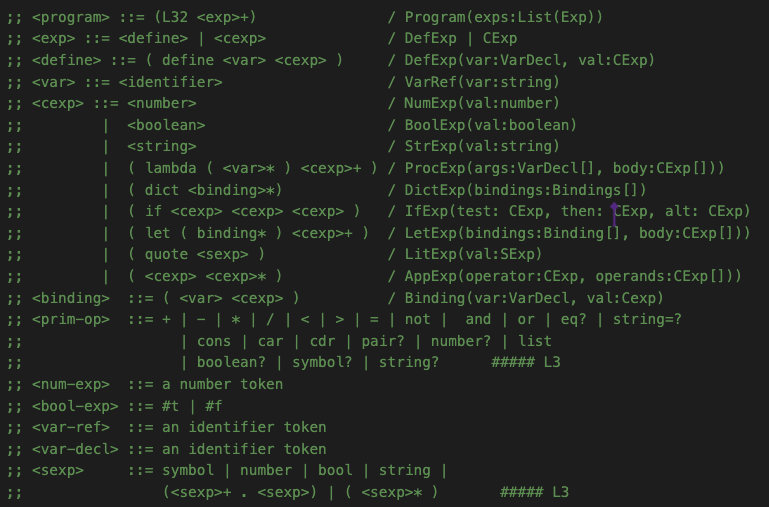 ;; <program> ::= (L32 <exp>+) / Program(exps:List(Exp))
;; <exp> ::= <define> | <cexp> / DefExp | CExp
;; <define> ::= ( define <var> <cexp> ) / DefExp(var:VarDecl, val:CExp)
;; <var> ::= <identifier> / VarRef(var:string)
;; <cexp> ::= <number> / NumExp(val:number)
;; | <boolean> / BoolExp(val:boolean)
;; | <string> / StrExp(val:string)
;; | ( lambda ( <var>* ) <cexp>+ ) / ProcExp(args:VarDecl[], body:CExp[]))
;; | ( dict <binding>*) / DictExp(bindings:Bindings[])
;; | ( if <cexp> <cexp> <cexp> ) / IfExp(test: CExp, then: CExp, alt: CExp)
;; | ( let ( binding* ) <cexp>+ ) / LetExp(bindings:Binding[], body:CExp[]))
;; | ( quote <sexp> ) / LitExp(val:SExp)
;; | ( <cexp> <cexp>* ) / AppExp(operator:CExp, operands:CExp[]))
;; <binding> ::= ( <var> <cexp> ) / Binding(var:VarDecl, val:Cexp)
;; <prim-op> ::= + | - | * | / | < | > | = | not | and | or | eq? | string=?
;; | cons | car | cdr | pair? | number? | list
;; | boolean? | symbol? | string? ##### L3
;; <num-exp> ::= a number token
;; <bool-exp> ::= #t | #f
;; <var-ref> ::= an identifier token
;; <var-decl> ::= an identifier token
;; <sexp> ::= symbol | number | bool | string |
;; (<sexp>+ . <sexp>) | ( <sexp>* ) ##### L3